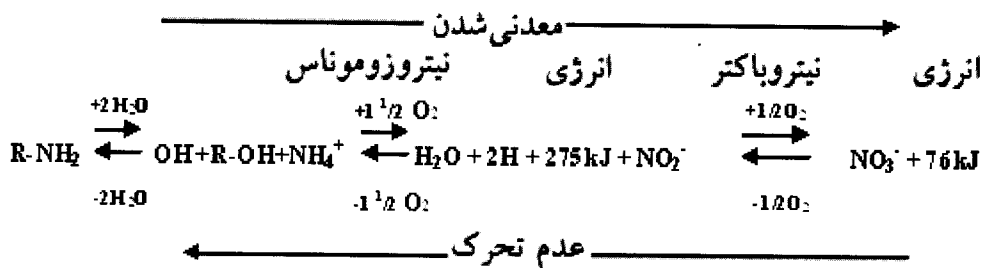 معدنی شدن
نیتروزوموناس انرژی نیتروباکتر انرژی
+2H2O +1 1/2 O2 +1/2O2
R-NH2 OH+R-OH+NH4+ H2O + 2H + 275kJ + NO2- NO3- + 76kJ
-2H2O -1 1/2 O2 -1/2O2
عدم تحرک